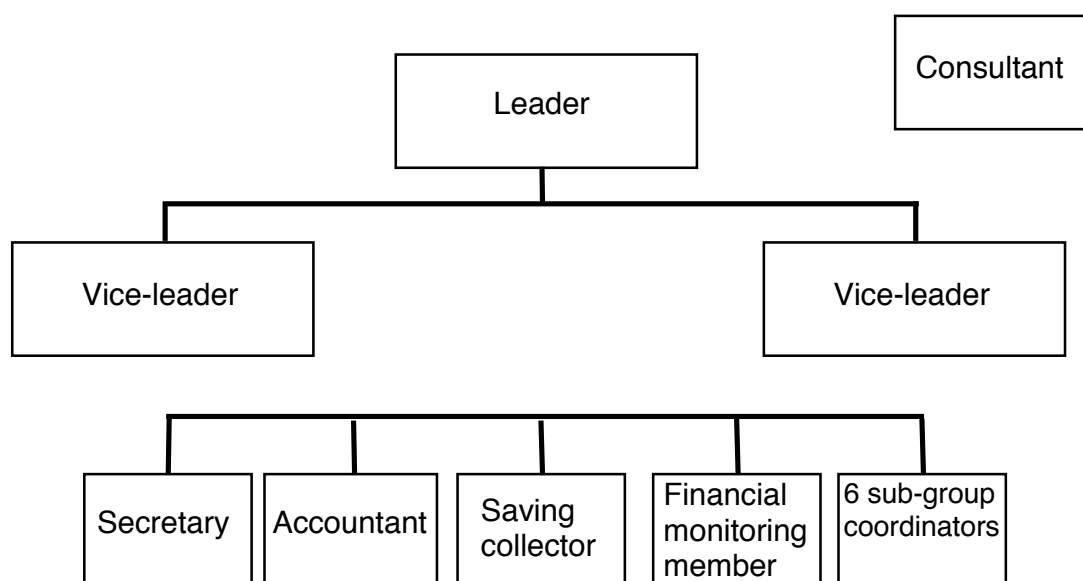 Consultant
Leader
Vice-leader
Vice-leader
Secretary
Accountant
Saving
collector
Financial
monitoring
member
6 sub-group
coordinators